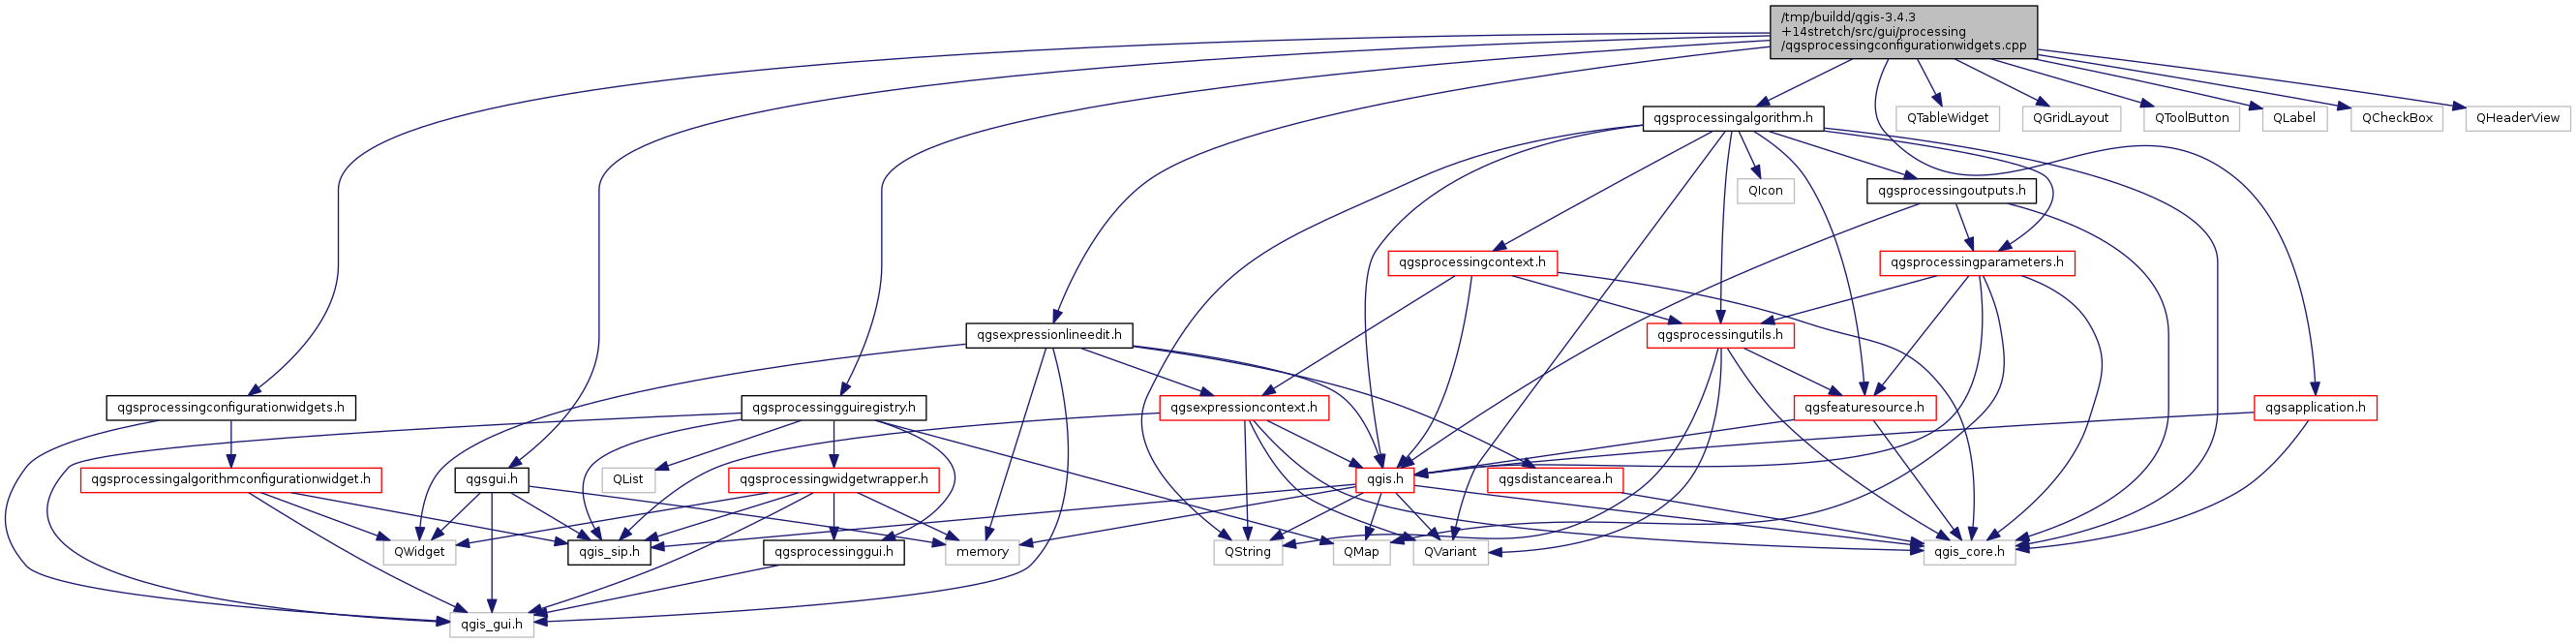 /tmp/buildd/qgis-3.4.3
+14stretch/src/gui/processing
/qgsprocessingconfigurationwidgets.cpp
qgsprocessingalgorithm.h
QTableWidget
QGridLayout
QToolButton
QLabel
QCheckBox
QHeaderView
QIcon
qgsprocessingoutputs.h
qgsprocessingcontext.h
qgsprocessingparameters.h
qgsexpressionlineedit.h
qgsprocessingutils.h
qgsprocessingconfigurationwidgets.h
qgsprocessingguiregistry.h
qgsexpressioncontext.h
qgsfeaturesource.h
qgsapplication.h
qgsprocessingalgorithmconfigurationwidget.h
qgsgui.h
QList
qgsprocessingwidgetwrapper.h
qgis.h
qgsdistancearea.h
QWidget
qgis_sip.h
qgsprocessinggui.h
memory
QString
QMap
QVariant
qgis_core.h
qgis_gui.h